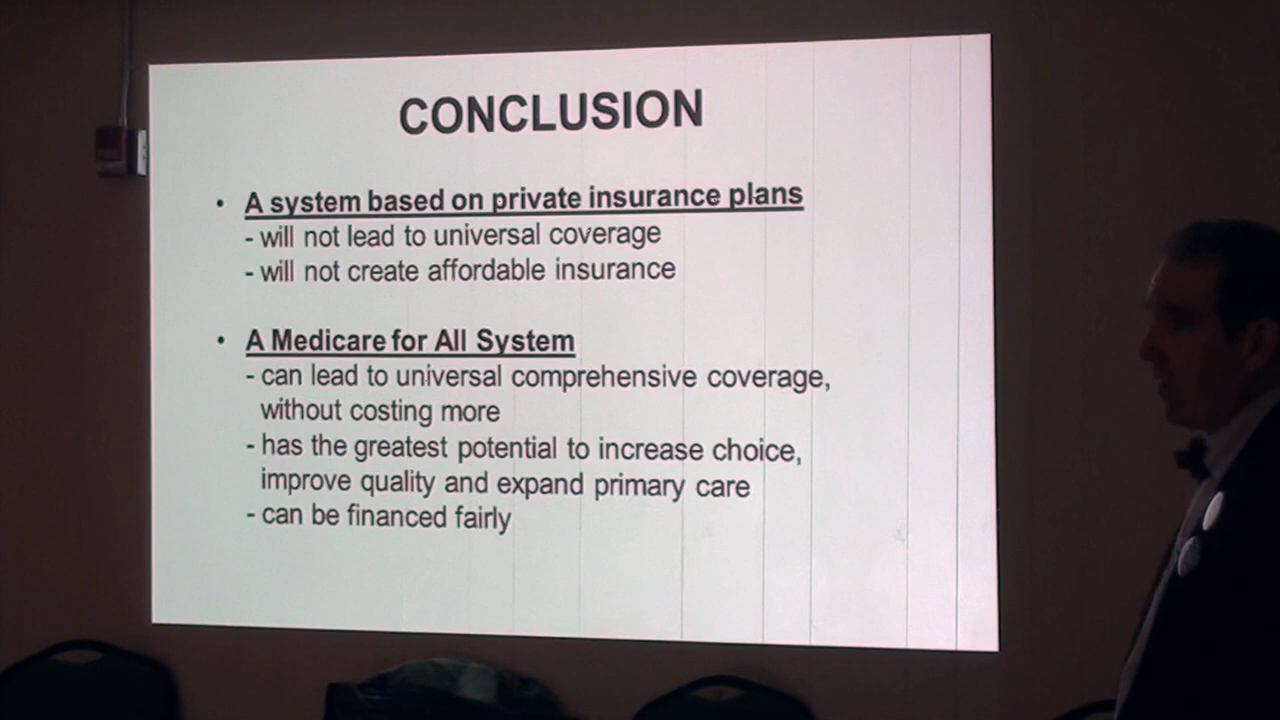 CONCLUSION
• A system based on private insurance plans
- will not lead to universal coverage
- will not create affordable insurance
• A Medicare for All System
- can lead to universal comprehensive coverage,
without costing more
- has the greatest potential to increase choice,
improve quality and expand primary care
- can be financed fairly